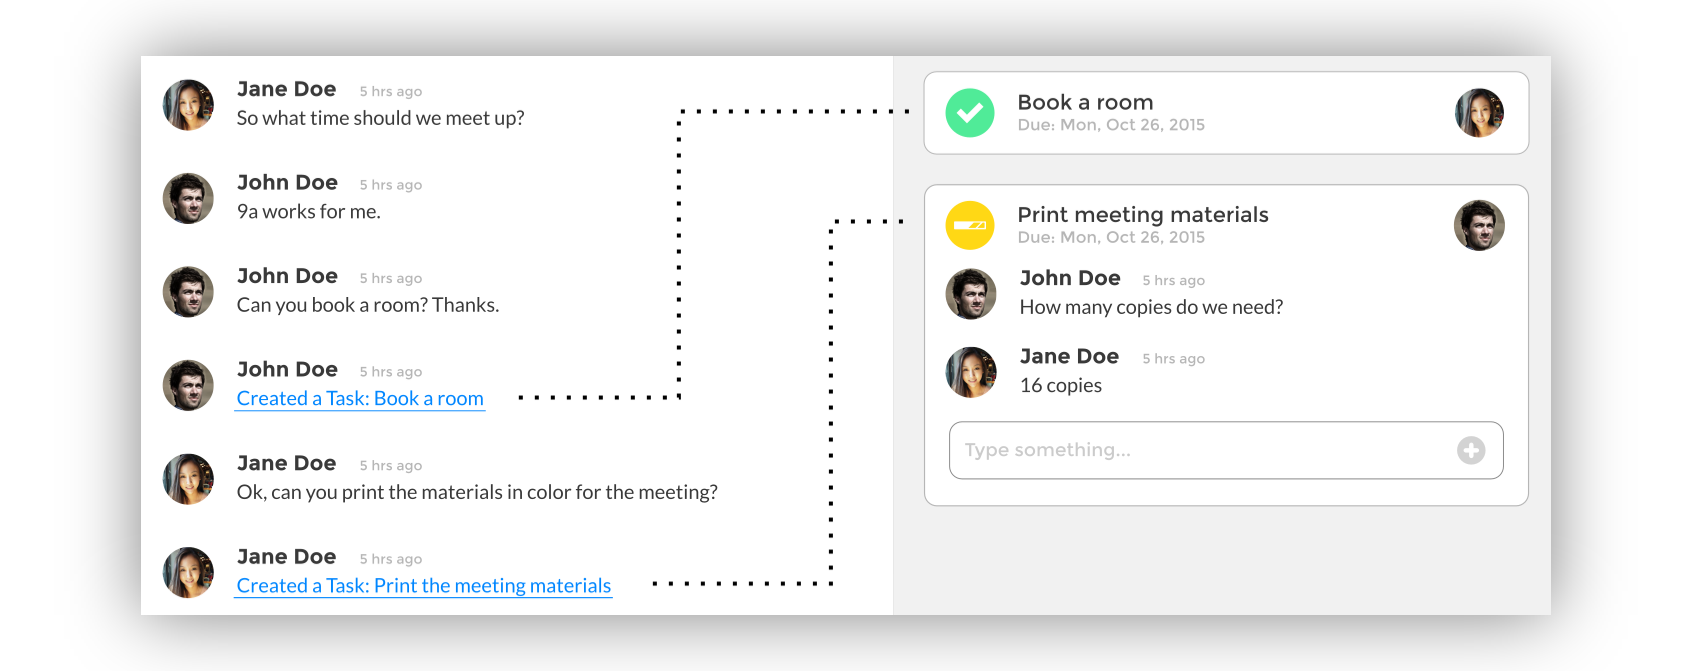 Jane Doe 5 hrs ago
So what time should we meet up?
John Doe 5 hrs ago
9a works for me.
John Doe 5 hrs ago
Can you book a room? Thanks.
John Doe 5 hrs ago
Created a Task: Book a room
Jane Doe 5 hrs ago
Ok, can you print the materials in color for the meeting?
Jane Doe 5 hrs ago
Created a Task: Print the meeting materials
Book a room
Due: Mon, Oct 26, 2015
Print meeting materials
Due: Mon, Oct 26, 2015
John Doe 5 hrs ago
How many copies do we need?
Jane Doe 5 hrs ago
16 copies
Type something...